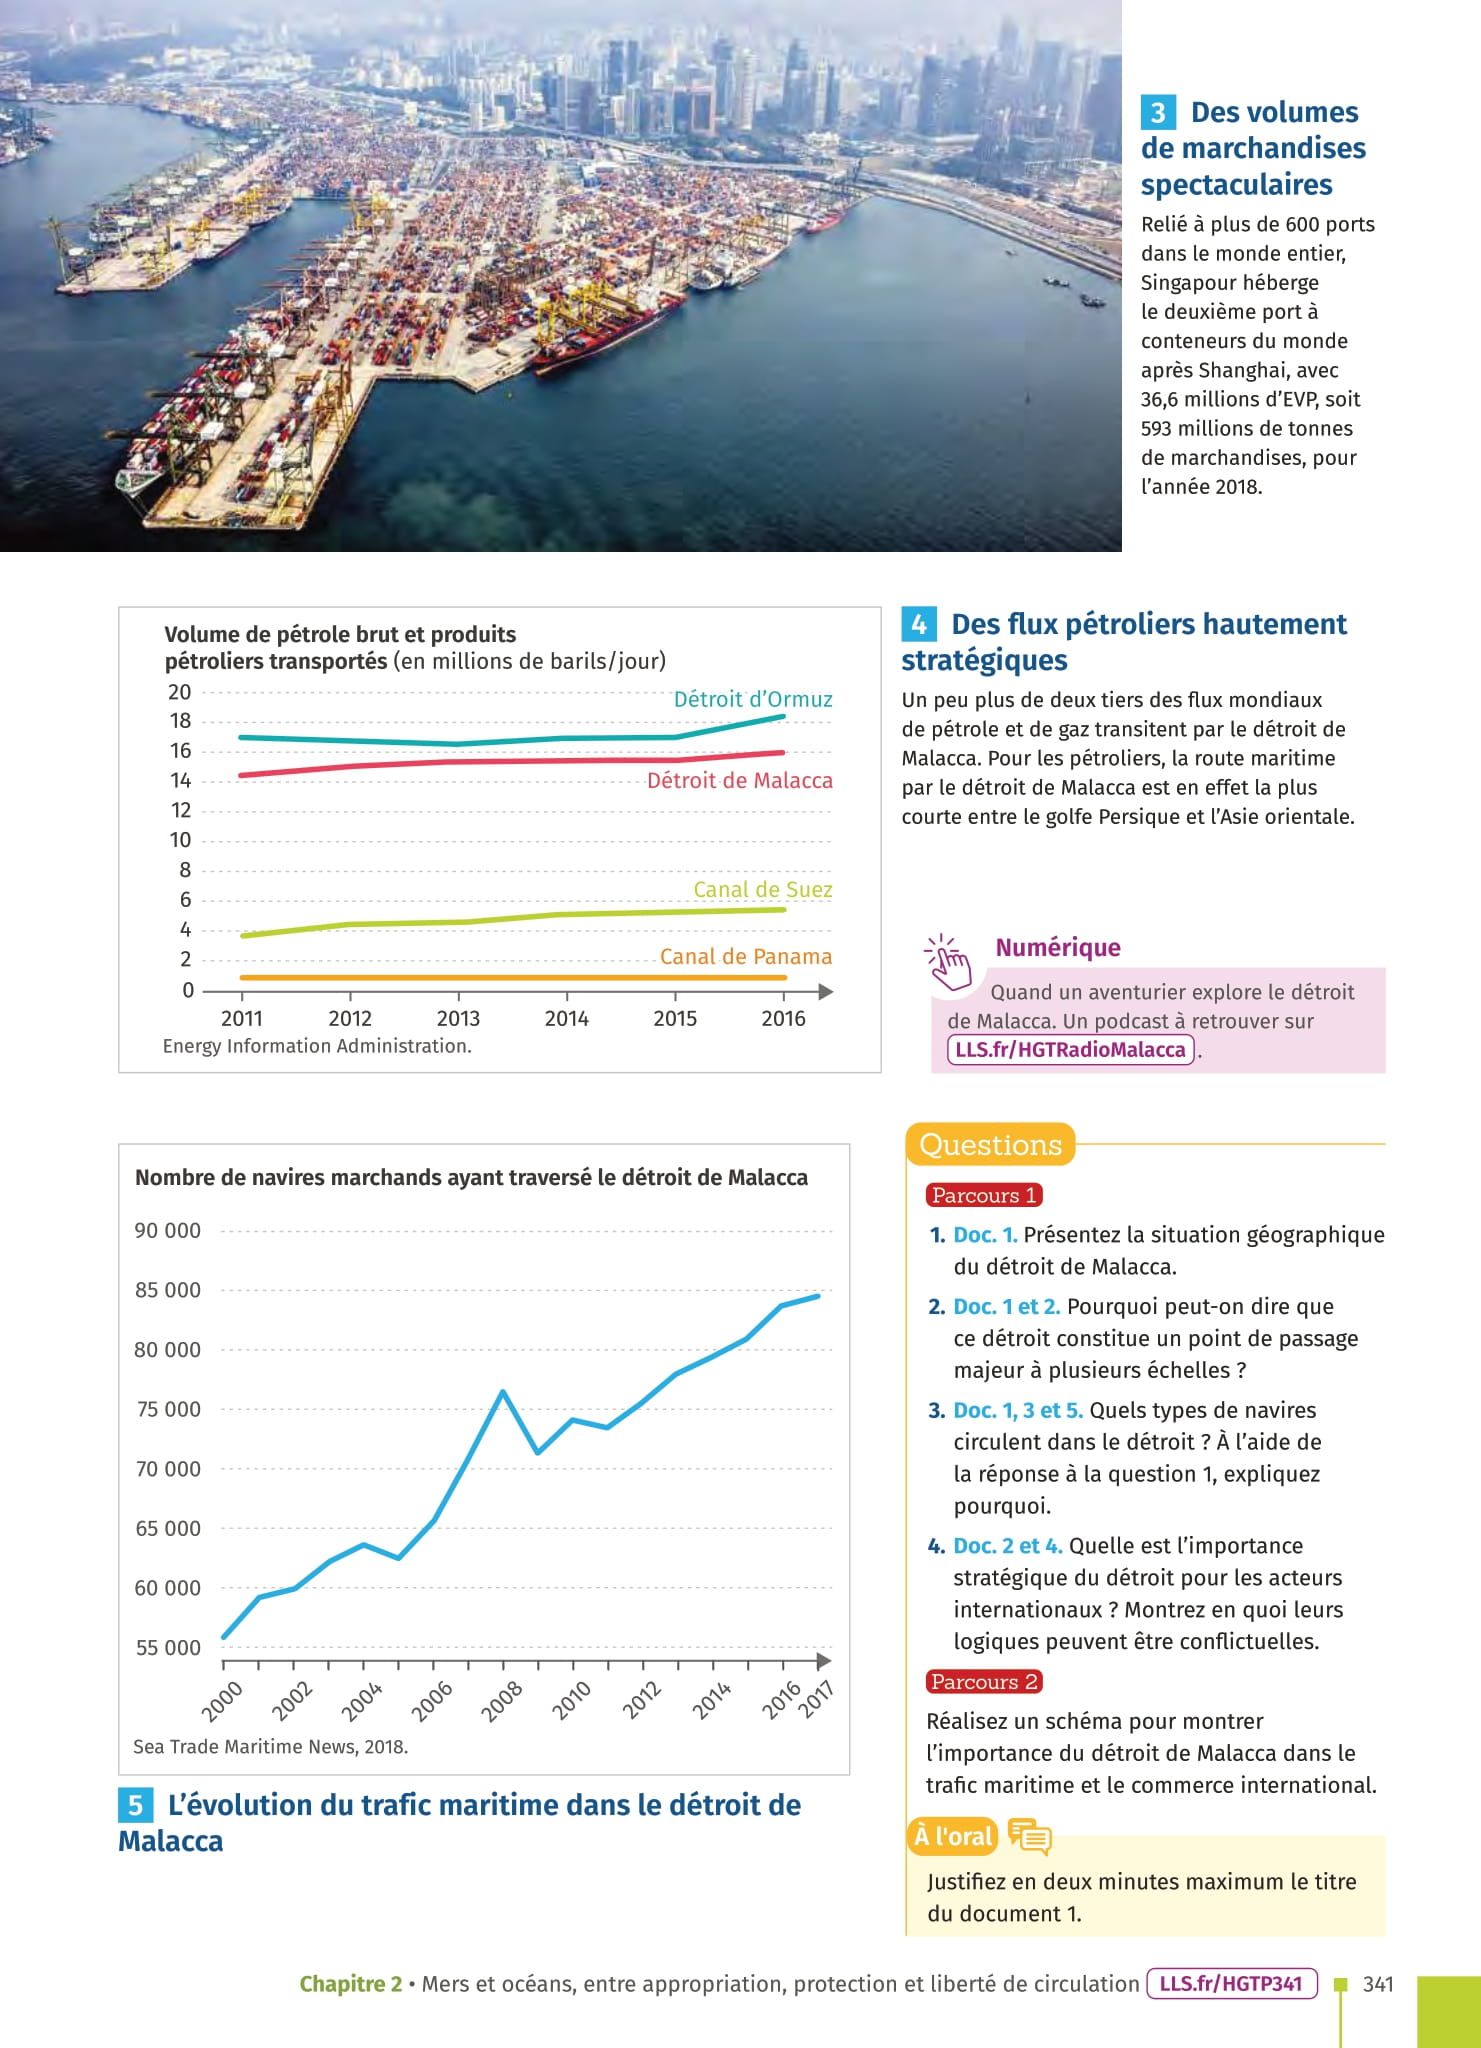 3 Des volumes
de marchandises
spectaculaires
Relié à plus de 600 ports
dans le monde entier,
Singapour héberge
le deuxième port à
conteneurs du monde
après Shanghai, avec
36,6 millions d'EVP, soit
593 millions de tonnes
de marchandises, pour
l'année 2018.
Volume de pétrole brut et produits
pétroliers transportés (en millions de barils/jour)
20
18
16
14
12
10
8
6
4
2
0
Détroit d'Ormuz
Détroit de Malacca
Canal de Suez
Canal de Panama
2011 2012 2013 2014 2015 2016
Energy Information Administration.
4 Des flux pétroliers hautement
stratégiques
Un peu plus de deux tiers des flux mondiaux
de pétrole et de gaz transitent par le détroit de
Malacca. Pour les pétroliers, la route maritime
par le détroit de Malacca est en effet la plus
courte entre le golfe Persique et l'Asie orientale.
Numérique
Quand un aventurier explore le détroit
de Malacca. Un podcast à retrouver sur
LLS.fr/HGTRadioMalacca .
Nombre de navires marchands ayant traversé le détroit de Malacca
90 000
85 000
80 000
75 000
70 000
65 000
60 000
55 000
2000 2002 2004 2006 2008 2010 2012 2014 2016 2017
Sea Trade Maritime News, 2018.
5 L'évolution du trafic maritime dans le détroit de
Malacca
Questions
Parcours 1
1. Doc. 1. Présentez la situation géographique
du détroit de Malacca.
2. Doc. 1 et 2. Pourquoi peut-on dire que
ce détroit constitue un point de passage
majeur à plusieurs échelles ?
3. Doc. 1, 3 et 5. Quels types de navires
circulent dans le détroit ? À l'aide de
la réponse à la question 1, expliquez
pourquoi.
4. Doc. 2 et 4. Quelle est l'importance
stratégique du détroit pour les acteurs
internationaux ? Montrez en quoi leurs
logiques peuvent être conflictuelles.
Parcours 2
Réalisez un schéma pour montrer
l'importance du détroit de Malacca dans le
trafic maritime et le commerce international.
À l'oral
Justifiez en deux minutes maximum le titre
du document 1.
Chapitre 2 • Mers et océans, entre appropriation, protection et liberté de circulation LLS.fr/HGTP341 341